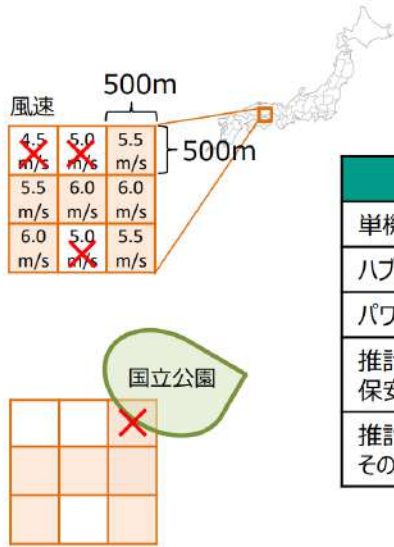 500m
風速
4.5 5.0 5.5
m/s m/s m/s
500m
5.5 6.0 6.0
m/s m/s m/s
6.0 5.0 5.5
m/s m/s m/s
国立公園
単機
ハブ
パワ
推計
保安
推計
その